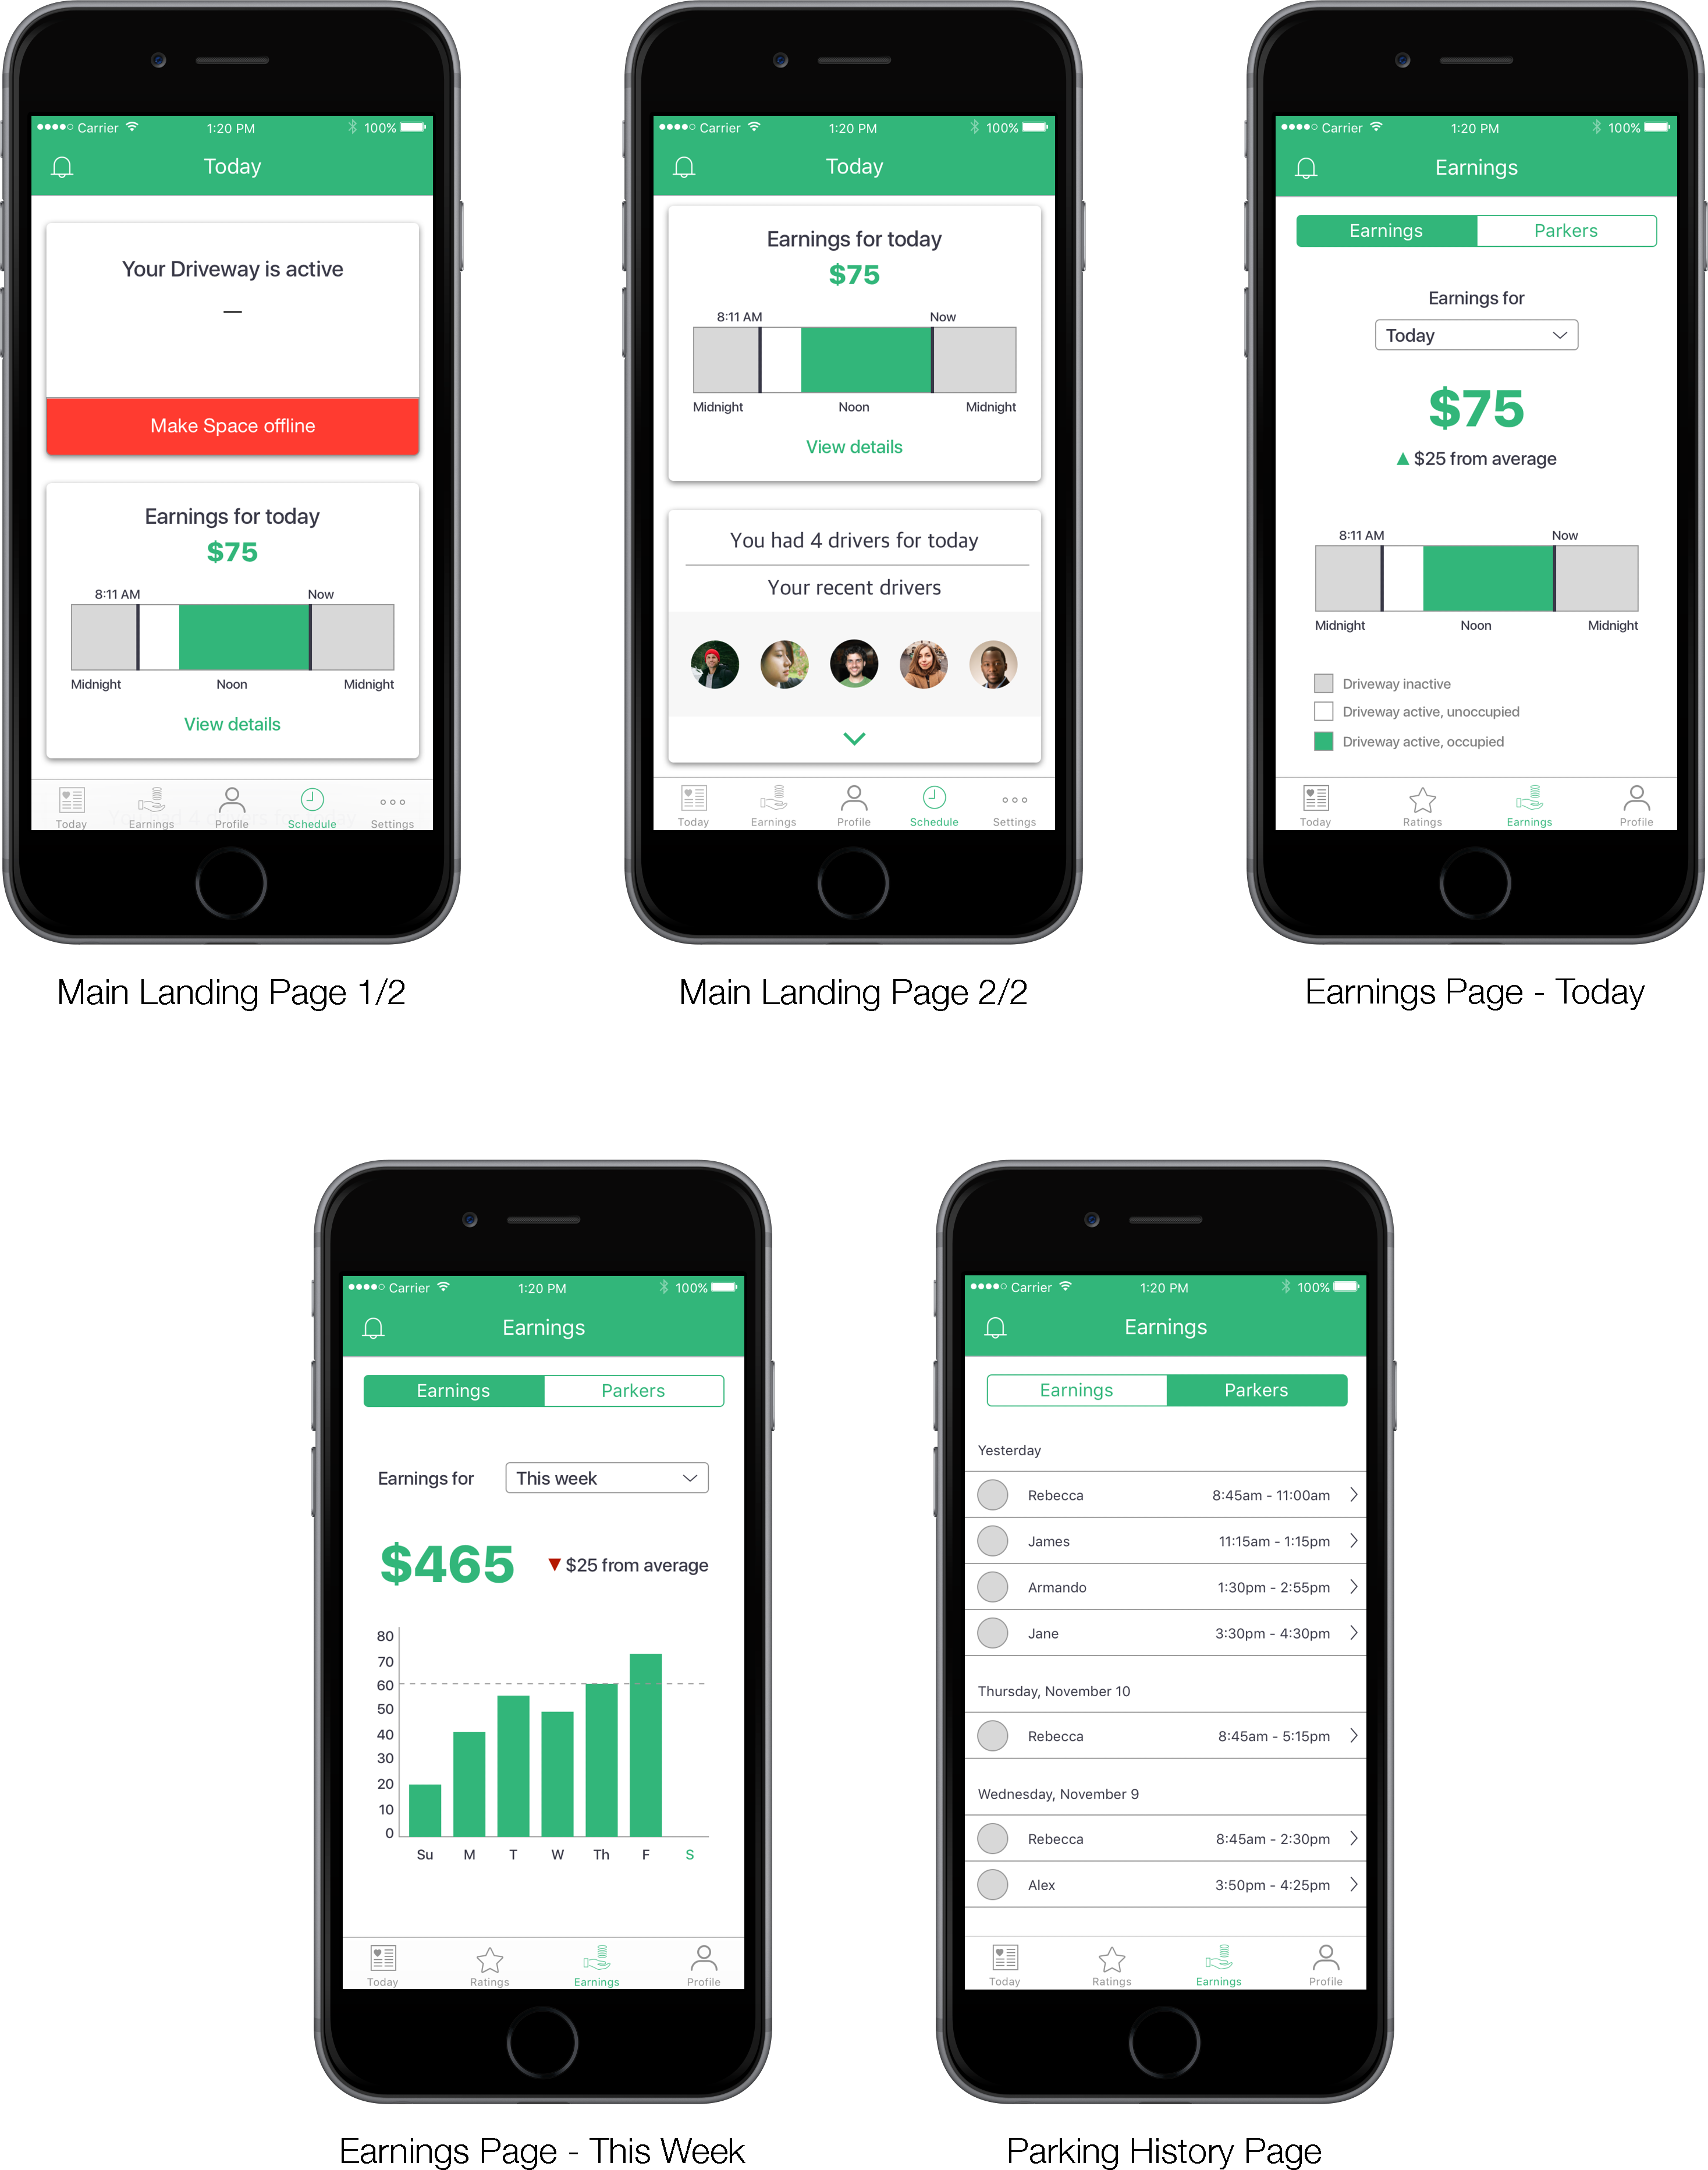 Carrier 1:20 PM 100%
Today
Your Driveway is active
—
Make Space offline
Earnings for today
$75
8:11 AM Now
Midnight Noon Midnight
View details
Today Earnings Profile Schedule Settings
Main Landing Page 1/2
Carrier 1:20 PM 100%
Today
Earnings for today
$75
8:11 AM Now
Midnight Noon Midnight
View details
You had 4 drivers for today
Your recent drivers
Today Earnings Profile Schedule Settings
Main Landing Page 2/2
Carrier 1:20 PM 100%
Earnings
Earnings Parkers
Earnings for
Today
$75
▲ $25 from average
8:11 AM Now
Midnight Noon Midnight
Driveway inactive
Driveway active, unoccupied
Driveway active, occupied
Today Ratings Earnings Profile
Earnings Page - Today
Carrier 1:20 PM 100%
Earnings
Earnings Parkers
Earnings for This week
$465 ▼ $25 from average
80
70
60
50
40
30
20
10
0
Su M T W Th F S
Today Ratings Earnings Profile
Earnings Page - This Week
Carrier 1:20 PM 100%
Earnings
Earnings Parkers
Yesterday
Rebecca 8:45am - 11:00am
James 11:15am - 1:15pm
Armando 1:30pm - 2:55pm
Jane 3:30pm - 4:30pm
Thursday, November 10
Rebecca 8:45am - 5:15pm
Wednesday, November 9
Rebecca 8:45am - 2:30pm
Alex 3:50pm - 4:25pm
Today Ratings Earnings Profile
Parking History Page